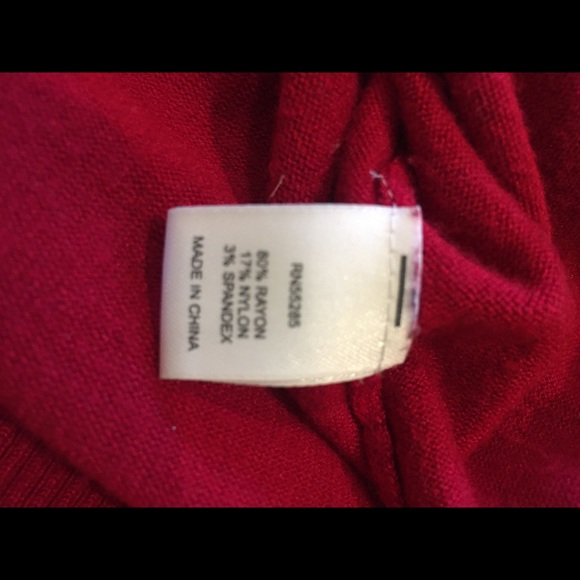 RN55285
80% RAYON
17% NYLON
3% SPANDEX
MADE IN CHINA